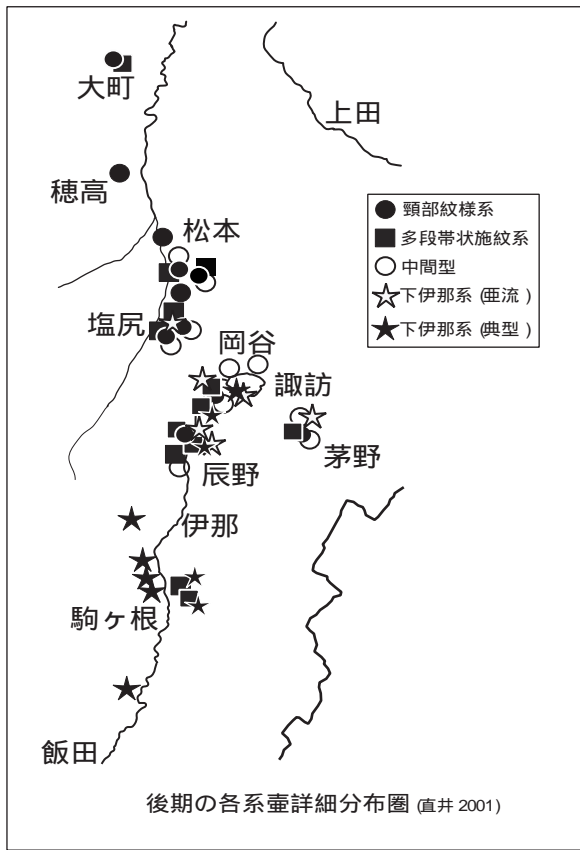 大町
上田
穂高
松本
頸部紋様系
多段帯状施紋系
中間型
下伊那系 (亜流)
下伊那系 (典型)
塩尻
岡谷
諏訪
茅野
辰野
伊那
駒ヶ根
飯田
後期の各系壷詳細分布圏 (直井 2001)